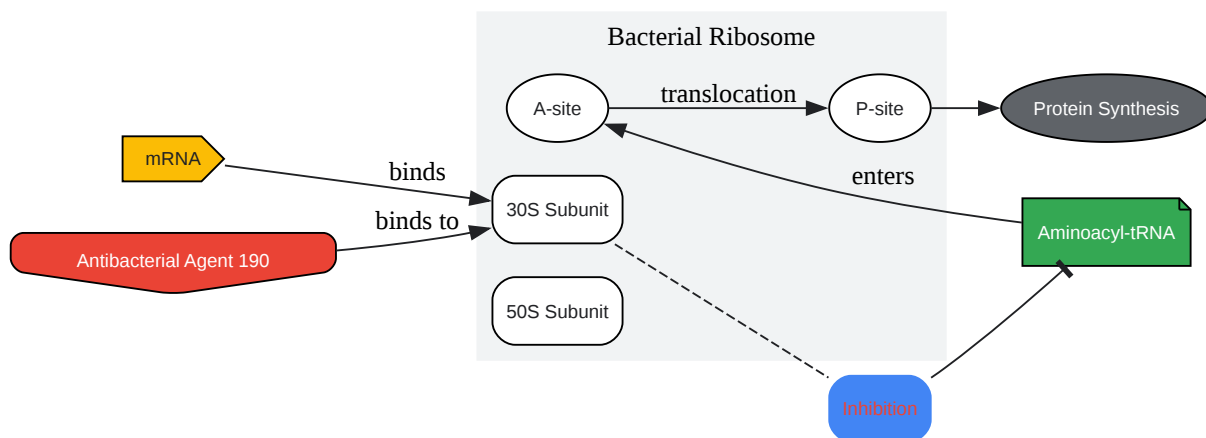 Bacterial Ribosome
A-site
translocation
P-site
Protein Synthesis
mRNA
binds
enters
30S Subunit
binds to
Aminoacyl-tRNA
Antibacterial Agent 190
50S Subunit
Inhibition